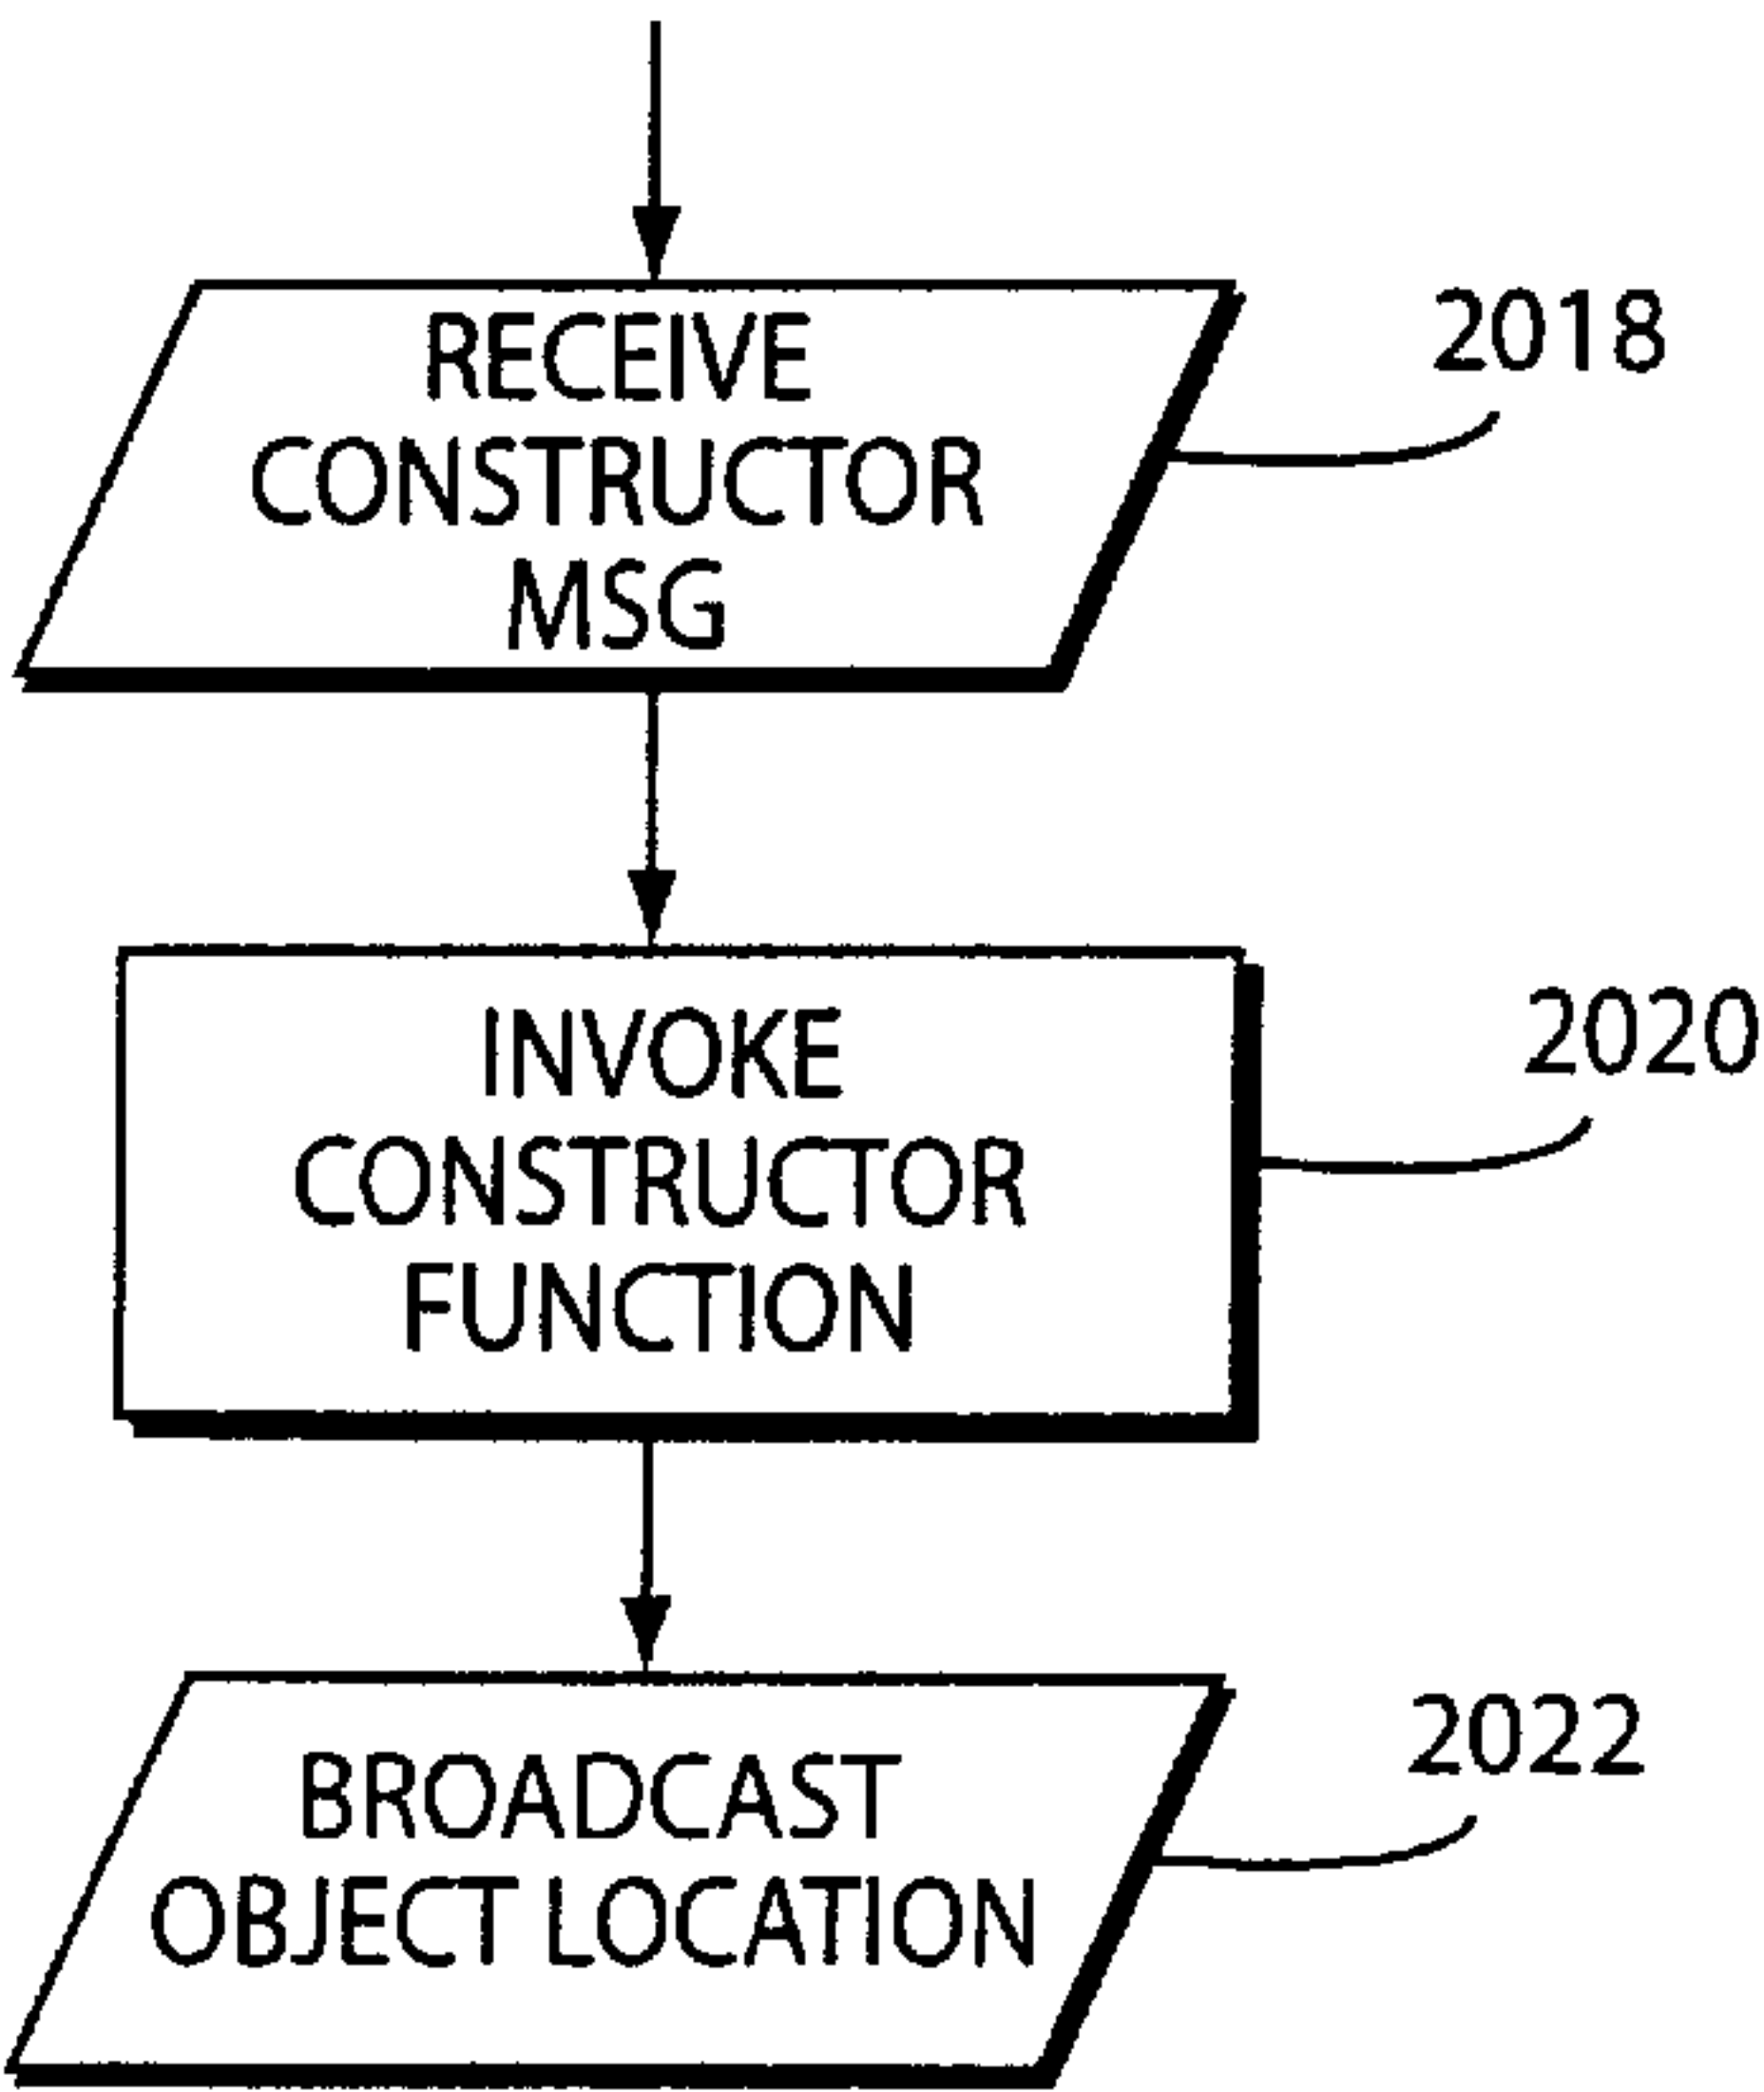 RECEIVE
CONSTRUCTOR
MSG
2018
INVOKE
CONSTRUCTOR
FUNCTION
2020
BROADCAST
OBJECT LOCATION
2022